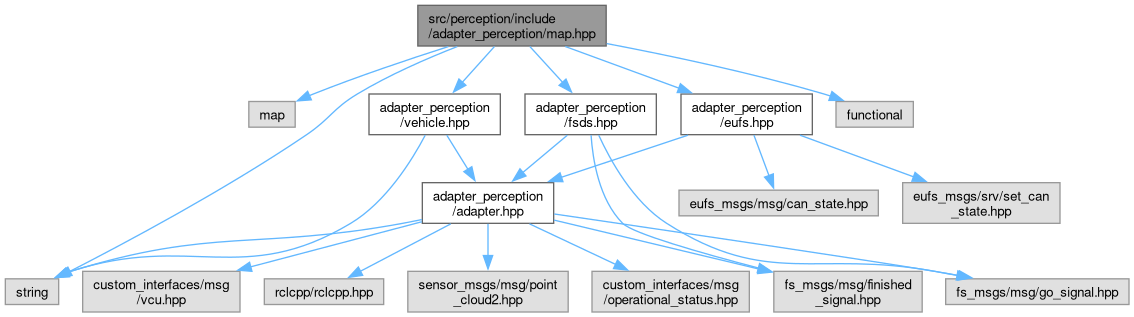 src/perception/include
/adapter_perception/map.hpp
map
adapter_perception
/vehicle.hpp
adapter_perception
/fsds.hpp
adapter_perception
/eufs.hpp
functional
adapter_perception
/adapter.hpp
eufs_msgs/msg/can_state.hpp
eufs_msgs/srv/set_can
_state.hpp
string
custom_interfaces/msg
/vcu.hpp
rclcpp/rclcpp.hpp
sensor_msgs/msg/point
_cloud2.hpp
custom_interfaces/msg
/operational_status.hpp
fs_msgs/msg/finished
_signal.hpp
fs_msgs/msg/go_signal.hpp